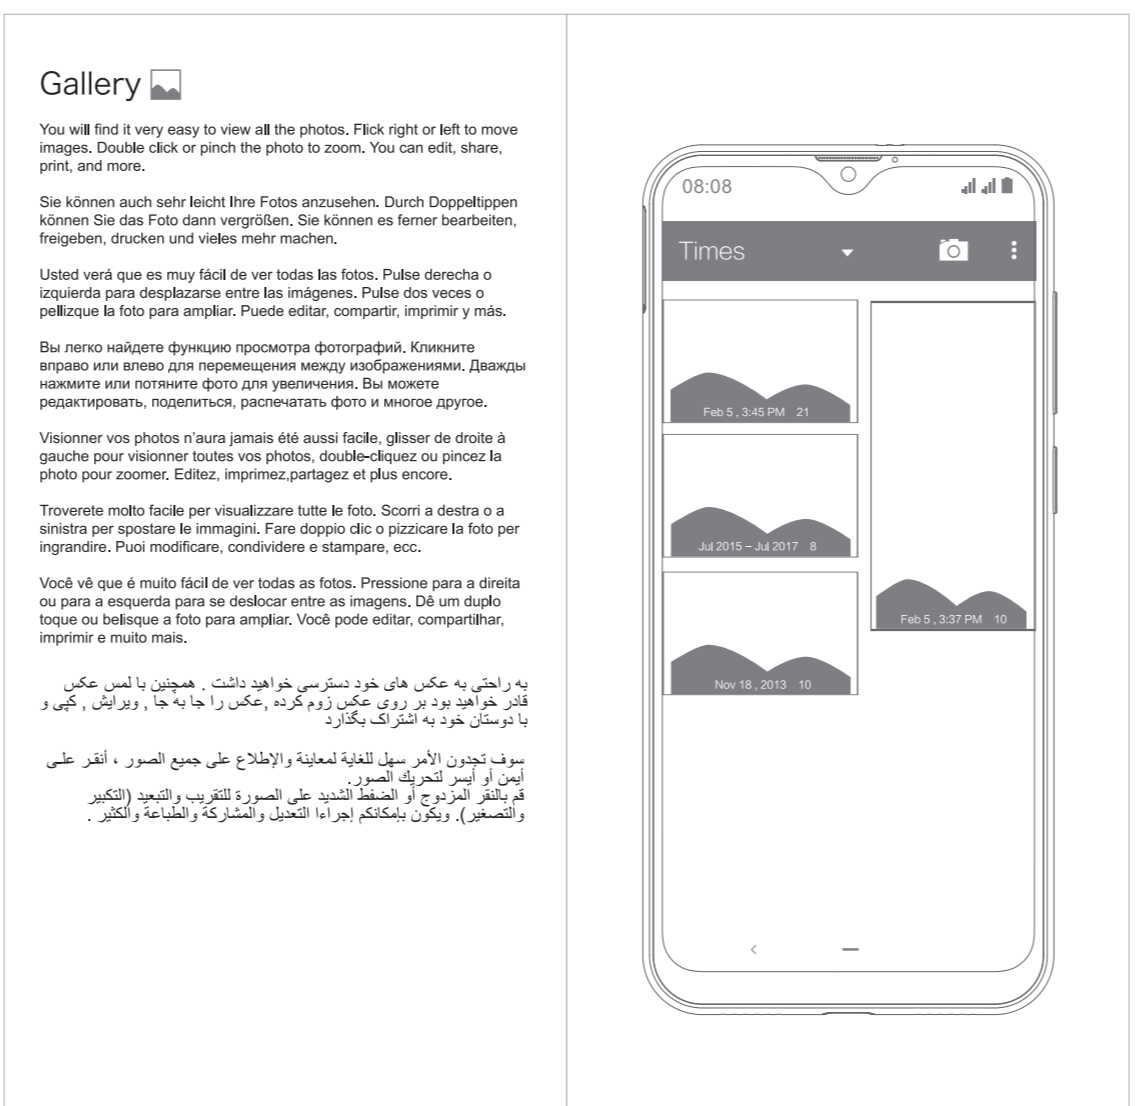 Gallery
You will find it very easy to view all the photos. Flick right or left to move
images. Double click or pinch the photo to zoom. You can edit, share,
print, and more.
Sie können auch sehr leicht Ihre Fotos anzusehen. Durch Doppeltippen
können Sie das Foto dann vergrößen. Sie können es ferner bearbeiten,
freigeben, drucken und vieles mehr machen.
Usted verá que es muy fácil de ver todas las fotos. Pulse derecha o
izquierda para desplazarse entre las imágenes. Pulse dos veces o
pellizque la foto para ampliar. Puede editar, compartir, imprimir y más.
Вы легко найдете функцию просмотра фотографий. Кликните
вправо или влево для перемещения между изображениями. Дважды
нажмите или потяните фото для увеличения. Вы можете
редактировать, поделиться, распечатать фото и многое другое.
Visionner vos photos n'aura jamais été aussi facile, glisser de droite à
gauche pour visionner toutes vos photos, double-cliquez ou pincez la
photo pour zoomer. Editez, imprimez,partagez et plus encore.
Troverete molto facile per visualizzare tutte le foto. Scorri a destra o a
sinistra per spostare le immagini. Fare doppio clic o pizzicare la foto per
ingrandire. Puoi modificare, condividere e stampare, ecc.
Você vê que é muito fácil de ver todas as fotos. Pressione para a direita
ou para a esquerda para se deslocar entre as imagens. Dê um duplo
toque ou belisque a foto para ampliar. Você pode editar, compartilhar,
imprimir e muito mais.
به راحتی به عکس های خود دسترسی خواهید داشت . همچنین با لمس عکس
قادر خواهید بود بر روی عکس زوم کرده ,عکس را جا به جا , ویرایش , کپی و
با دوستان خود به اشتراک بگذارد
سوف تجدون الأمر سهل للغاية لمعاينة والإطلاع على جميع الصور ، أنقر على
أيمن أو أيسر لتحريك الصور.
قم بالنقر المزدوج أو الضفط الشديد على الصورة للتقريب والتبعيد (التكبير
والتصغير). ويكون بإمكانكم إجراءا التعديل والمشاركة والطباعة والكثير .
08:08
Times
Feb 5 , 3:45 PM 21
Jul 2015 – Jul 2017 8
Feb 5 , 3:37 PM 10
Nov 18 , 2013 10